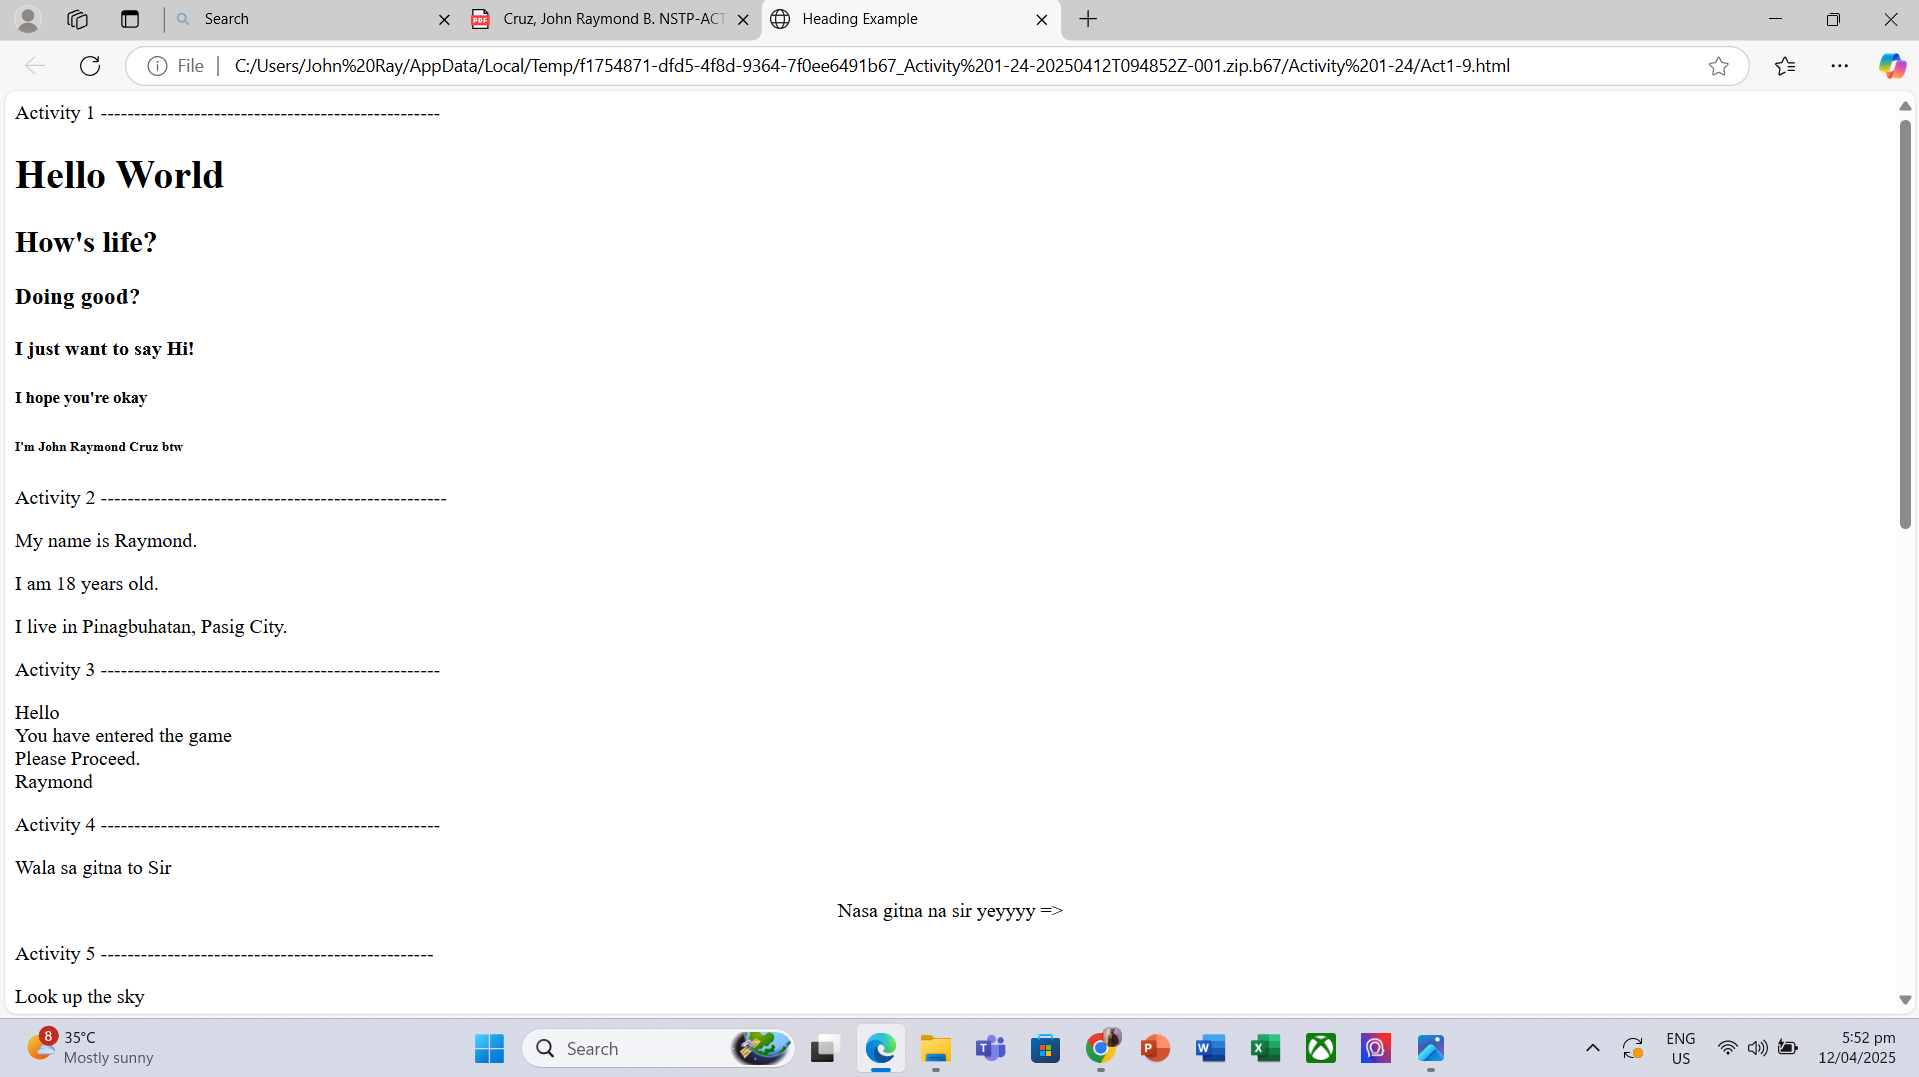 Search
Cruz, John Raymond B. NSTP-ACT
Heading Example
File
C:/Users/John%20Ray/AppData/Local/Temp/f1754871-dfd5-4f8d-9364-7f0ee6491b67_Activity%201-24-20250412T094852Z-001.zip.b67/Activity%201-24/Act1-9.html
Activity 1 ---------------------------------------------------
Hello World
How's life?
Doing good?
I just want to say Hi!
I hope you're okay
I'm John Raymond Cruz btw
Activity 2 ----------------------------------------------------
My name is Raymond.
I am 18 years old.
I live in Pinagbuhatan, Pasig City.
Activity 3 ---------------------------------------------------
Hello
You have entered the game
Please Proceed.
Raymond
Activity 4 ---------------------------------------------------
Wala sa gitna to Sir
Nasa gitna na sir yeyyyy =>
Activity 5 --------------------------------------------------
Look up the sky
8
35°C
Mostly sunny
Search
ENG
US
5:52 pm
12/04/2025